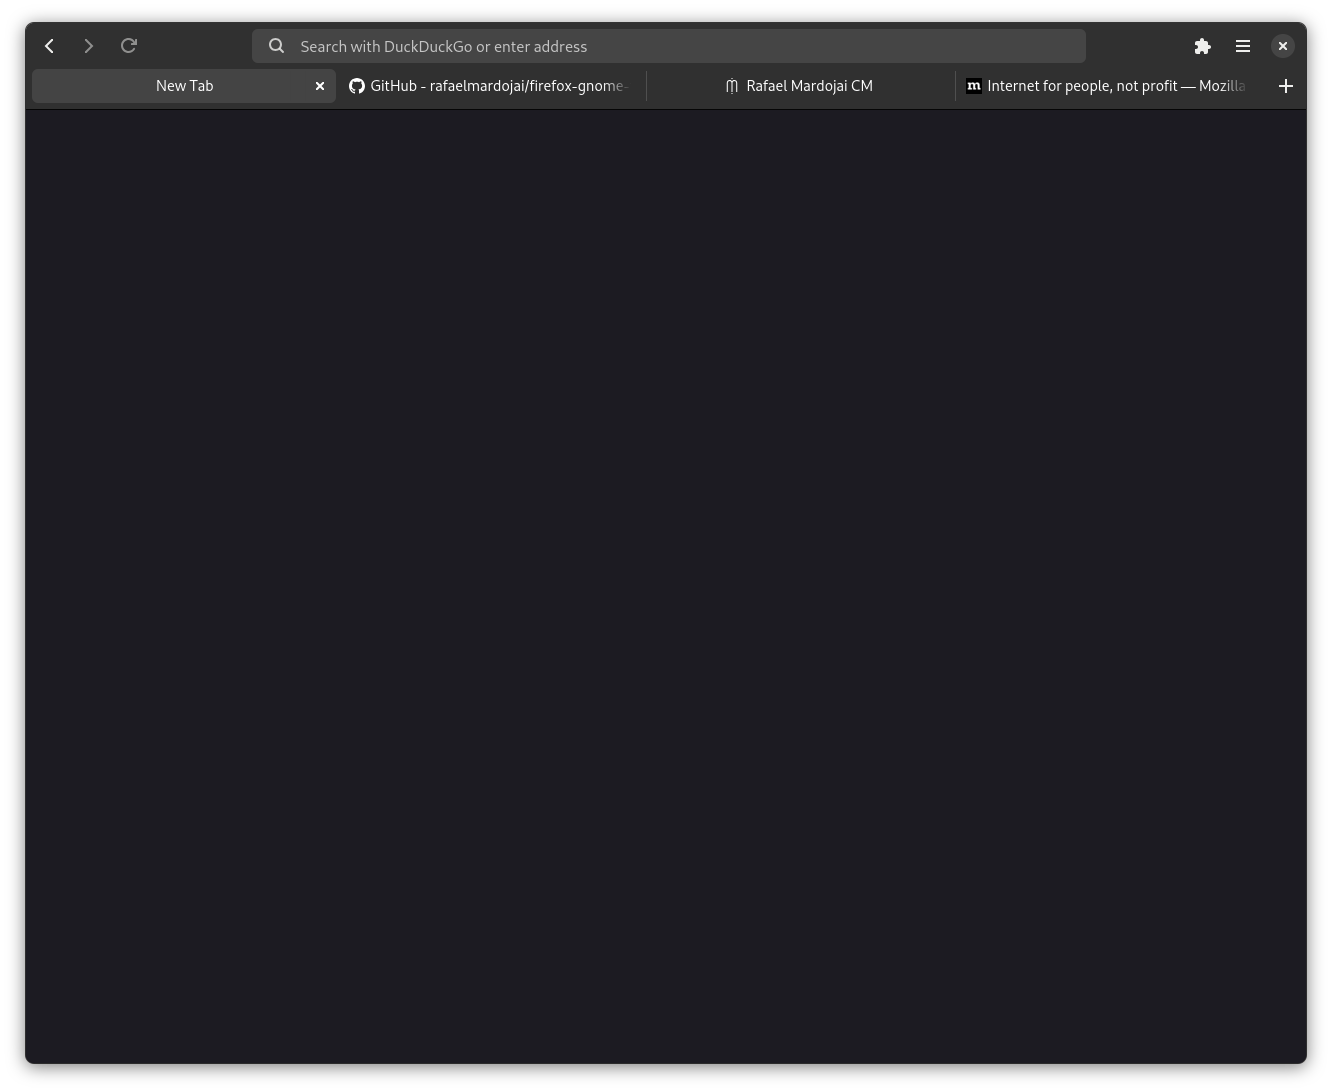 Search with DuckDuckGo or enter address
New Tab
GitHub - rafaelmardojai/firefox-gnome-
Rafael Mardojai CM
m Internet for people, not profit — Mozilla